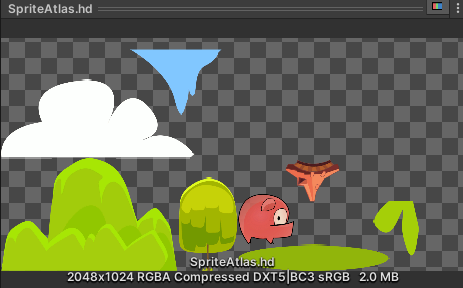 SpriteAtlas.hd
SpriteAtlas.hd
2048x1024 RGBA Compressed DXT5|BC3 sRGB 2.0 MB